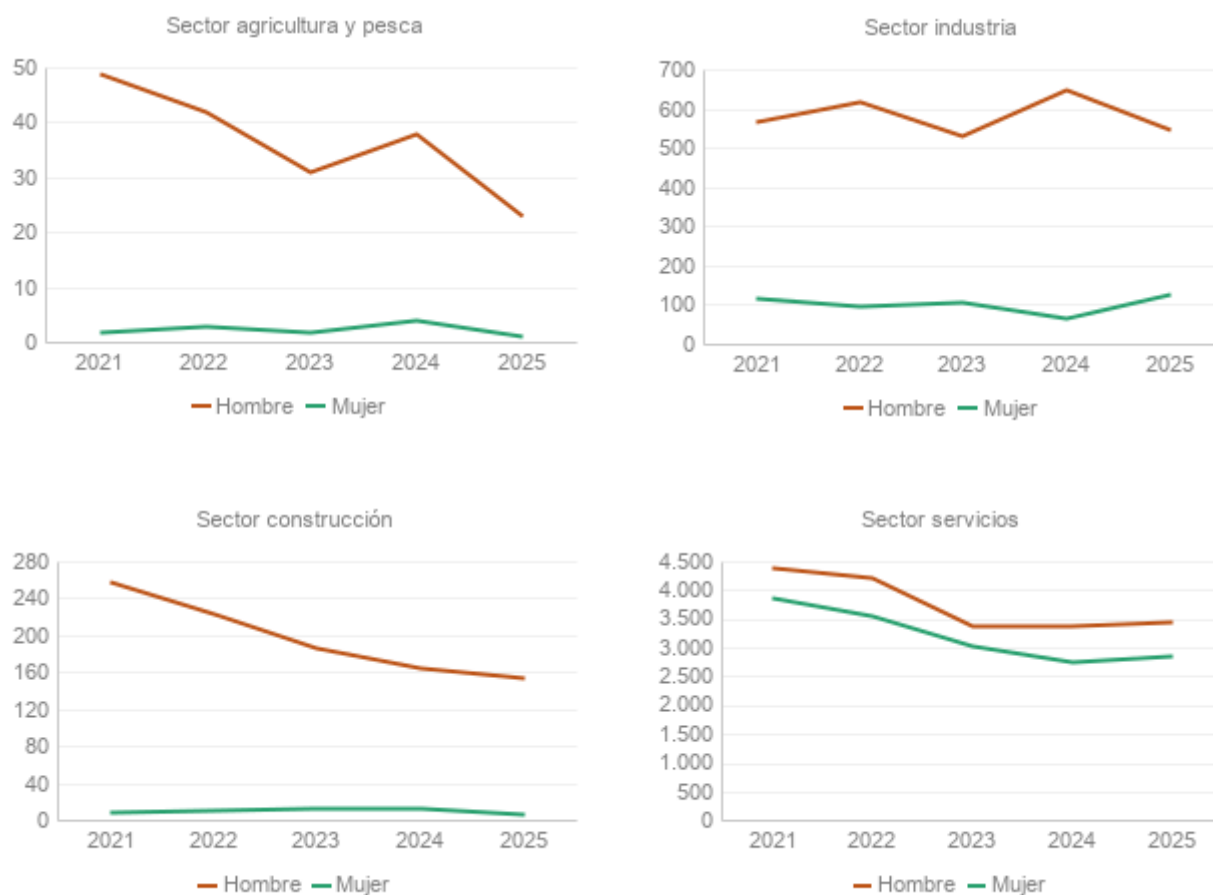 Sector agricultura y pesca
50
40
30
20
10
0
2021 2022 2023 2024 2025
Hombre Mujer
Sector industria
700
600
500
400
300
200
100
0
2021 2022 2023 2024 2025
Hombre Mujer
Sector construcción
280
240
200
160
120
80
40
0
2021 2022 2023 2024 2025
Hombre Mujer
Sector servicios
4.500
4.000
3.500
3.000
2.500
2.000
1.500
1.000
500
0
2021 2022 2023 2024 2025
Hombre Mujer